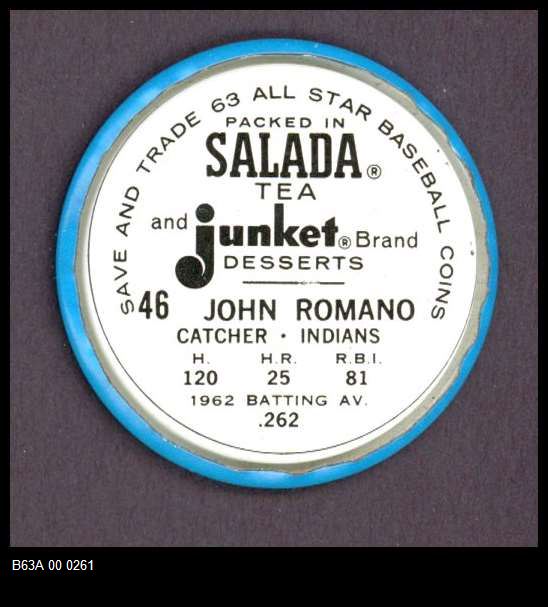 SAVE AND TRADE 63 ALL STAR BASEBALL COINS
PACKED IN
SALADA®
TEA
and junket® Brand
DESSERTS
46 JOHN ROMANO
CATCHER · INDIANS
H. H.R. R.B.I.
120 25 81
1962 BATTING AV.
.262
B63A 00 0261